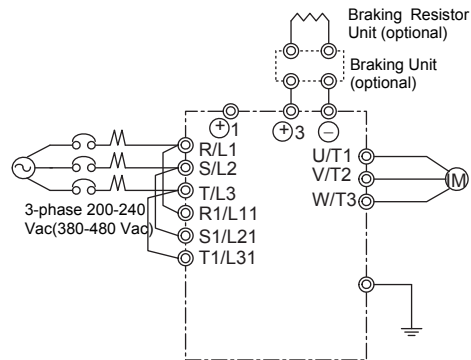 Braking Resistor
Unit (optional)
Braking Unit
(optional)
+1
+3
−
R/L1
S/L2
T/L3
R1/L11
S1/L21
T1/L31
U/T1
V/T2
W/T3
M
3-phase 200-240
Vac(380-480 Vac)